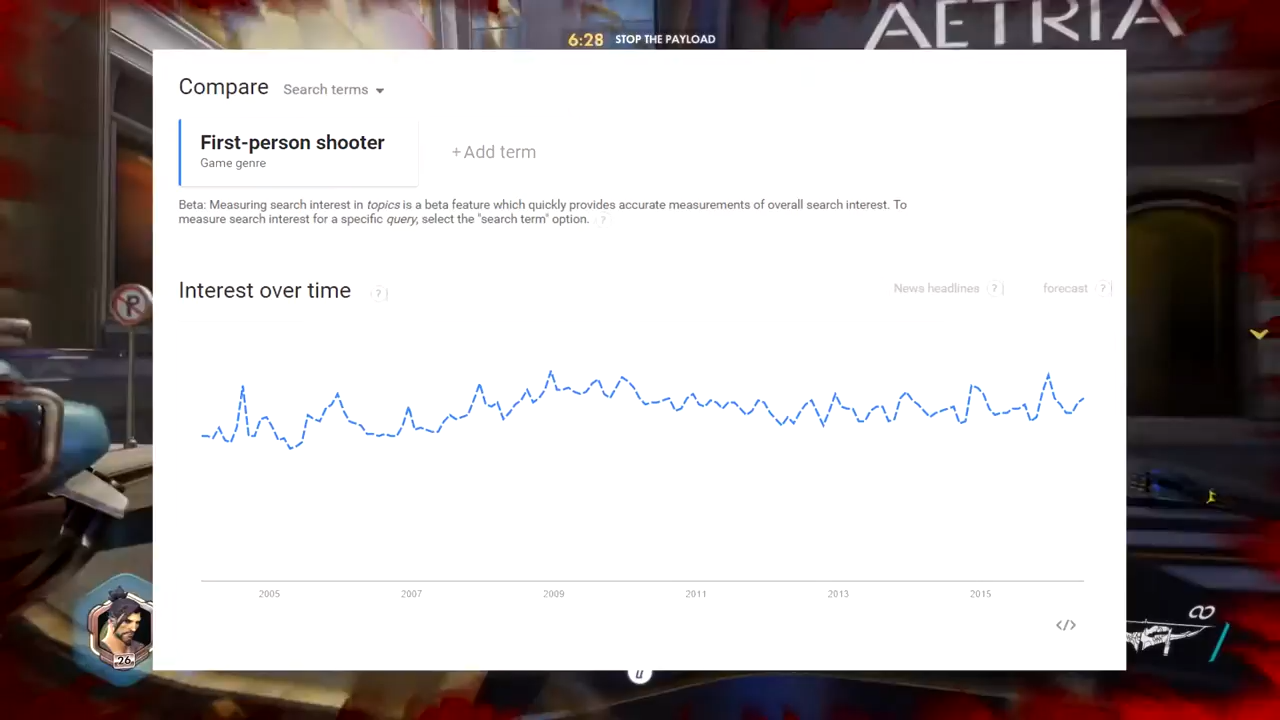 AETRIA
6:28 STOP THE PAYLOAD
Compare Search terms
First-person shooter
Game genre
+Add term
Beta: Measuring search interest in topics is a beta feature which quickly provides accurate measurements of overall search interest. To
measure search interest for a specific query, select the "search term" option. ?
Interest over time ?
News headlines ? forecast ?
2005 2007 2009 2011 2013 2015
</>
P
26
∞
u